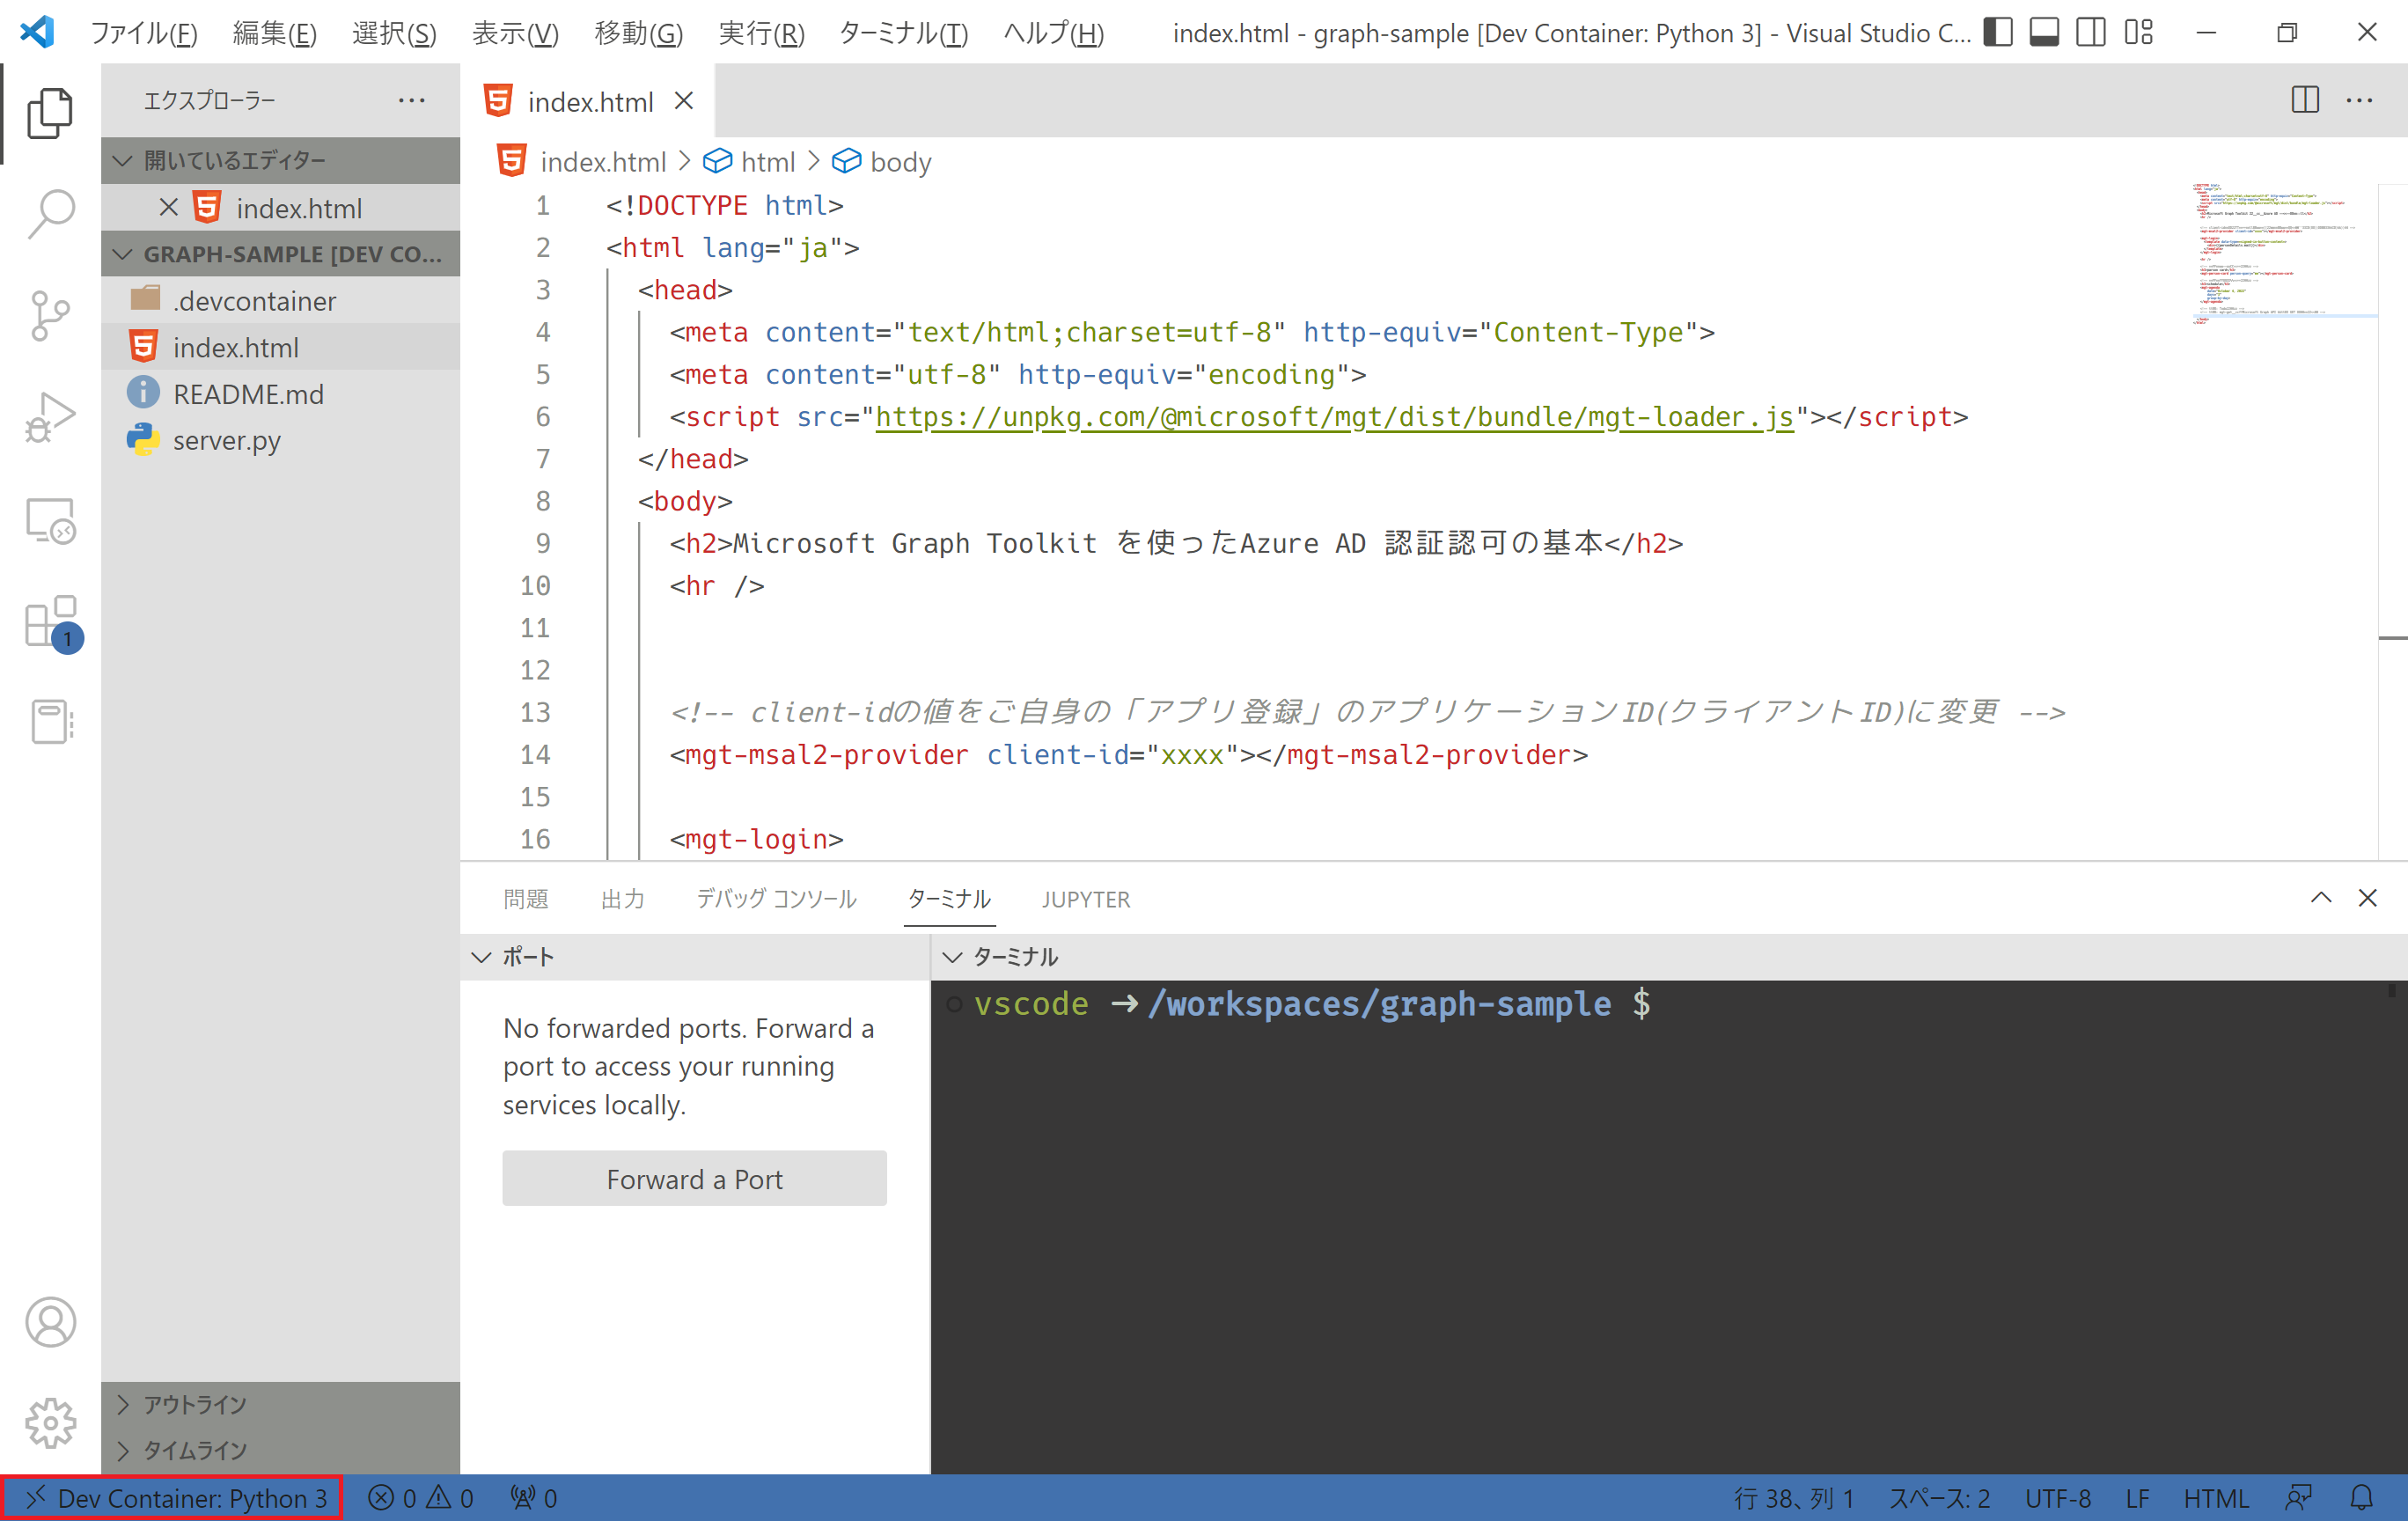 ファイル(F) 編集(E) 選択(S) 表示(V) 移動(G) 実行(R) ターミナル(T) ヘルプ(H) index.html - graph-sample [Dev Container: Python 3] - Visual Studio C...
エクスプローラー
開いているエディター
index.html
GRAPH-SAMPLE [DEV CO...
.devcontainer
index.html
README.md
server.py
アウトライン
タイムライン
1
index.html
index.html > html > body
1 <!DOCTYPE html>
2 <html lang="ja">
3 <head>
4 <meta content="text/html;charset=utf-8" http-equiv="Content-Type">
5 <meta content="utf-8" http-equiv="encoding">
6 <script src="https://unpkg.com/@microsoft/mgt/dist/bundle/mgt-loader.js"></script>
7 </head>
8 <body>
9 <h2>Microsoft Graph Toolkit を使ったAzure AD 認証認可の基本</h2>
10 <hr />
11
12
13 <!-- client-idの値をご自身の「アプリ登録」のアプリケーションID(クライアントID)に変更 -->
14 <mgt-msal2-provider client-id="xxxx"></mgt-msal2-provider>
15
16 <mgt-login>
問題 出力 デバッグ コンソール ターミナル JUPYTER
ポート
No forwarded ports. Forward a
port to access your running
services locally.
Forward a Port
ターミナル
vscode ➜ /workspaces/graph-sample $
Dev Container: Python 3 0 0 0 行 38、列 1 スペース: 2 UTF-8 LF HTML